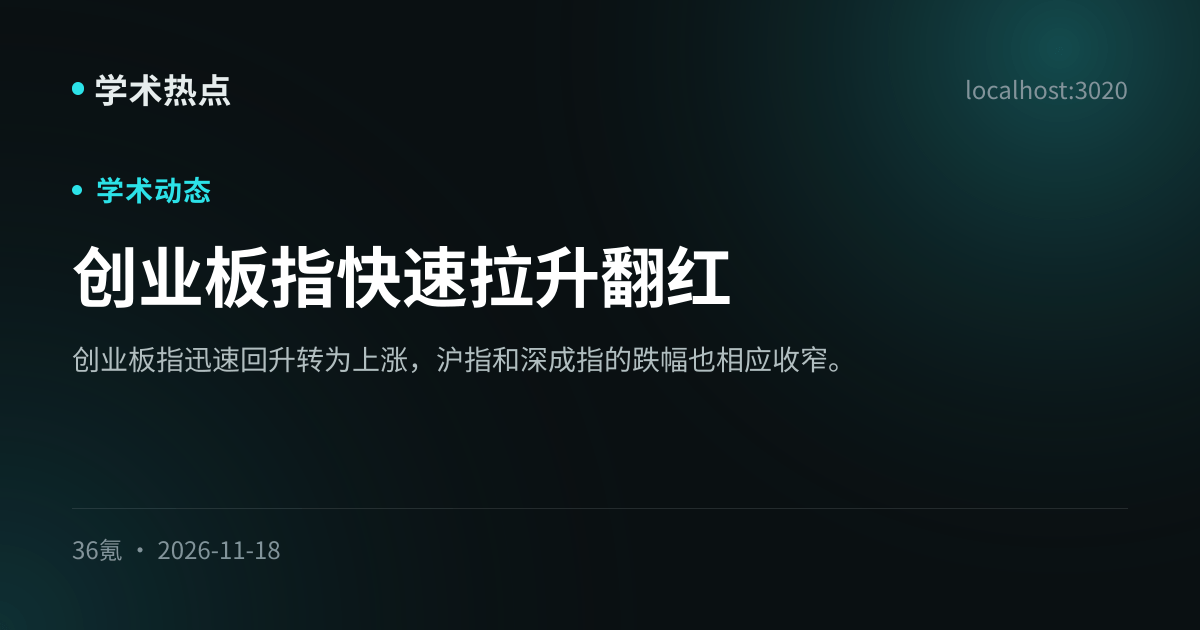 学术热点
localhost:3020
学术动态
创业板指快速拉升翻红
创业板指迅速回升转为上涨，沪指和深成指的跌幅也相应收窄。
36氪 · 2026-11-18